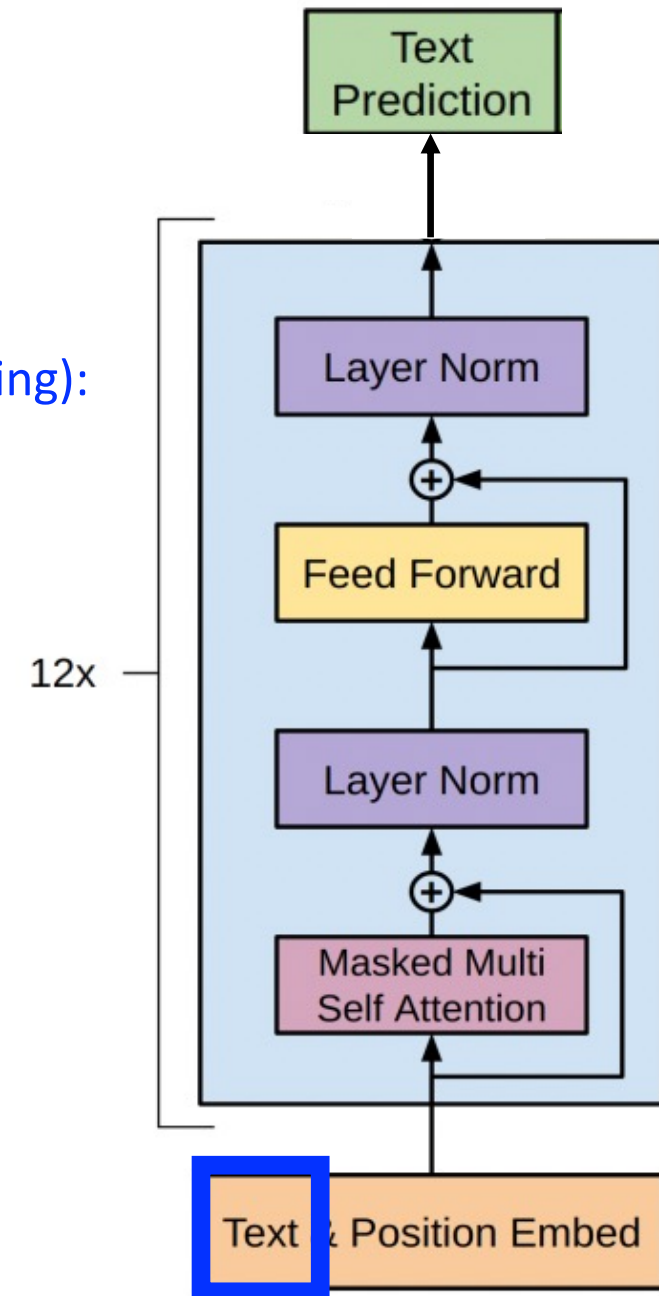 Text
Prediction
Layer Norm
ing):
+
Feed Forward
12x
Layer Norm
+
Masked Multi
Self Attention
Text & Position Embed